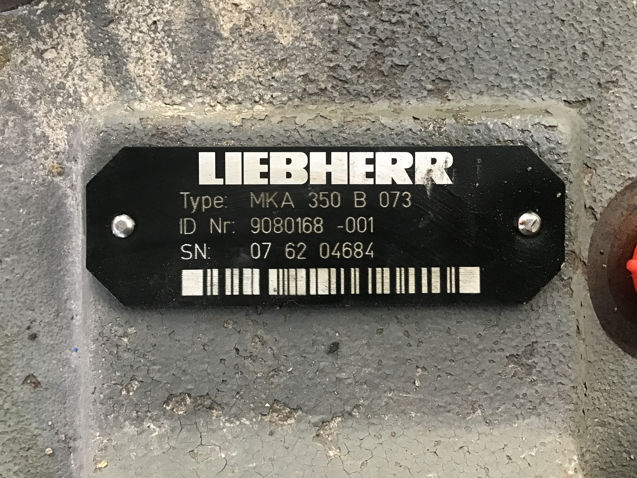 LIEBHERR
Type: MKA 350 B 073
ID Nr: 9080168 -001
SN: 07 62 04684